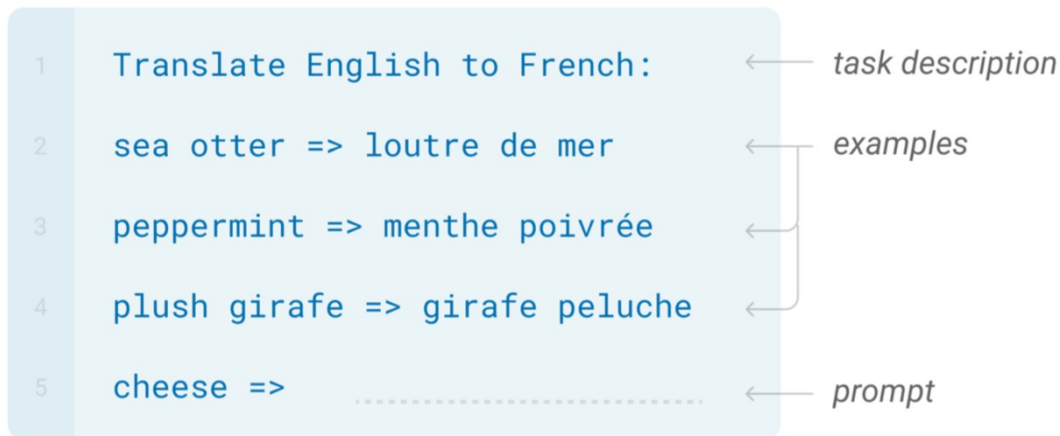 1 Translate English to French: task description
2 sea otter => loutre de mer examples
3 peppermint => menthe poivrée
4 plush girafe => girafe peluche
5 cheese => prompt